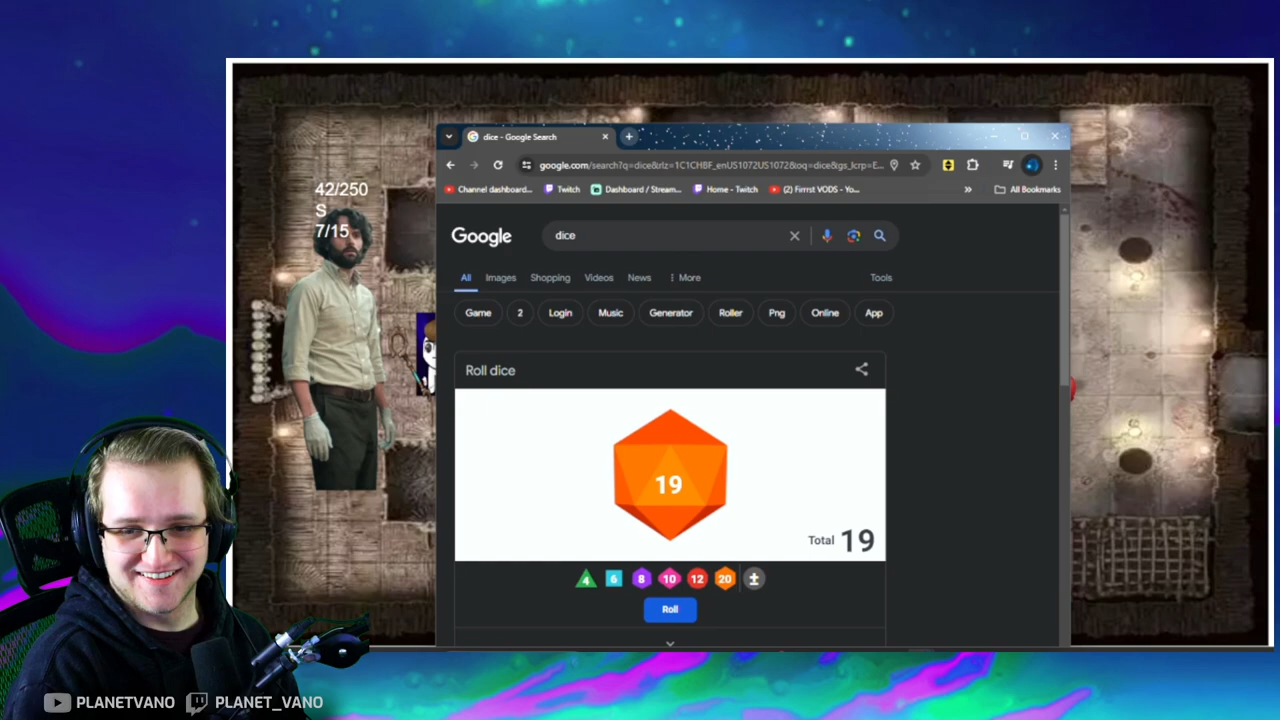 dice - Google Search
google.com/search?q=dice&rlz=1C1CHBF_enUS1072US1072&oq=dice&gs_lcrp=E...
Channel dashboard...
Twitch
Dashboard / Stream...
Home - Twitch
(2) Firrrst VODS - Yo...
»
All Bookmarks
42/250
S
7/15
Google
dice
All
Images
Shopping
Videos
News
More
Tools
Game
2
Login
Music
Generator
Roller
Png
Online
App
Roll dice
19
Total 19
4
6
8
10
12
20
±
Roll
PLANETVANO
PLANET_VANO